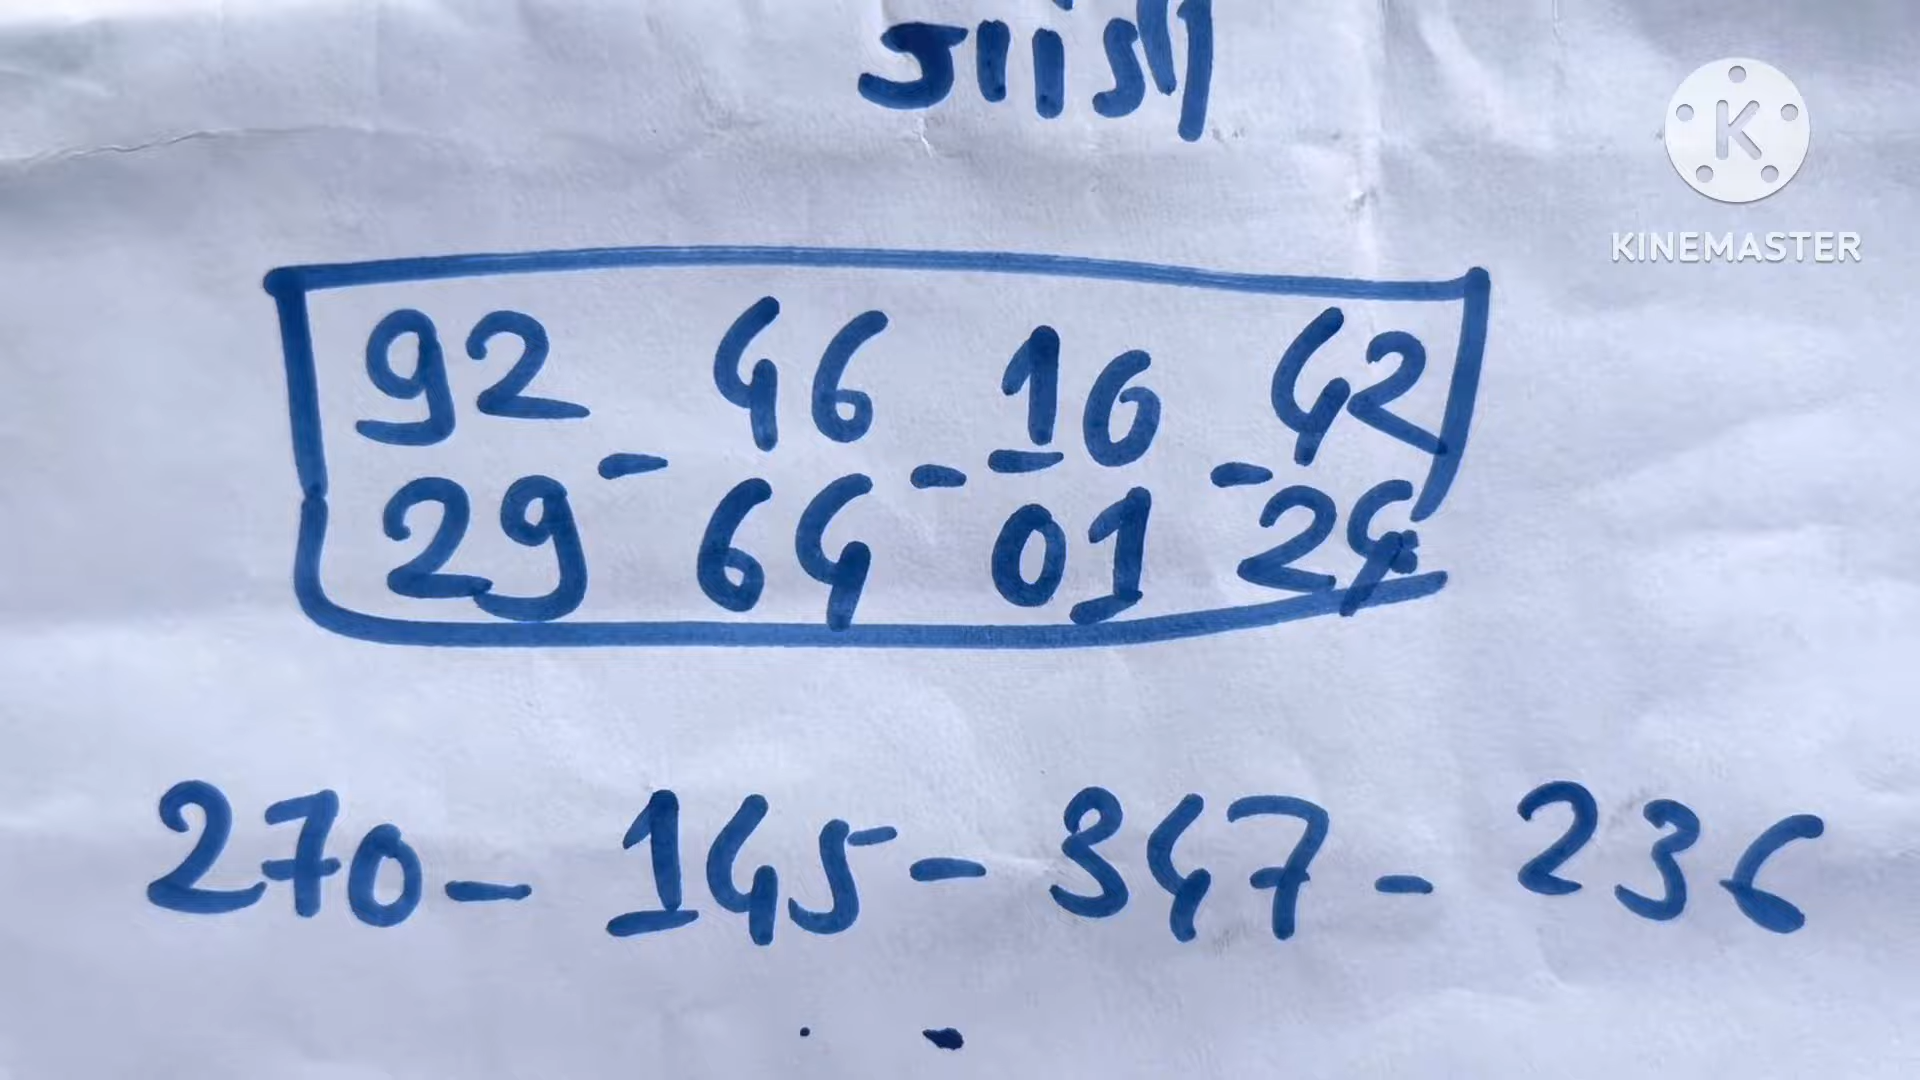 KINEMASTER
92 46 16 42
- - -
29 64 01 24
270 - 145 - 347 - 236